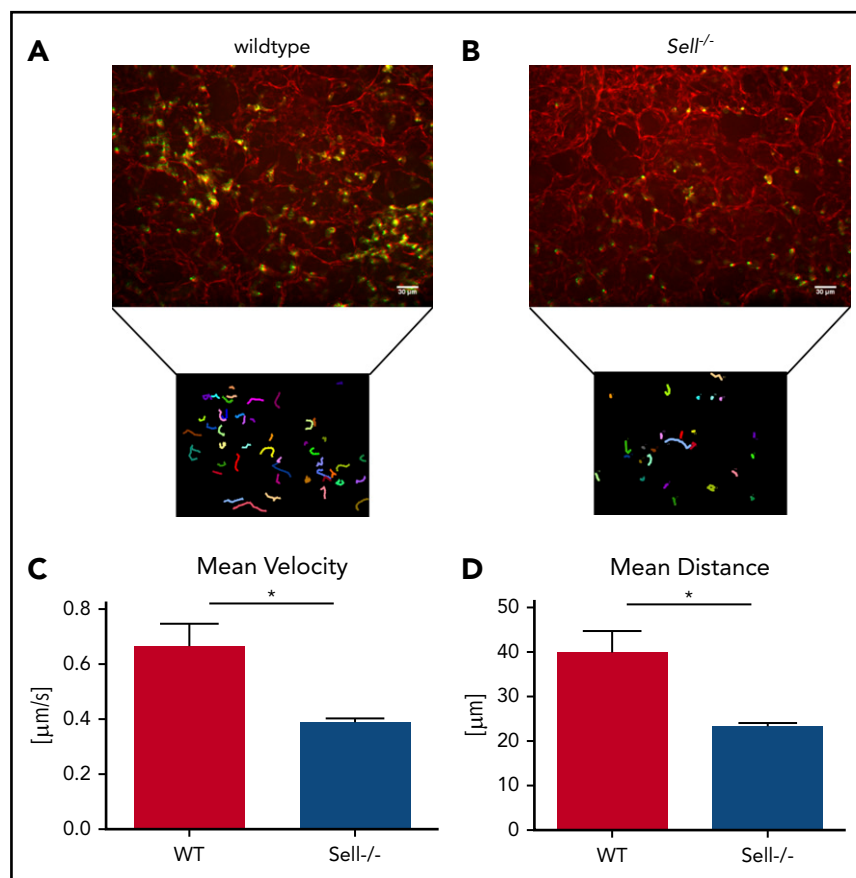 A
wildtype
B
Sell-/-
30 µm
30 µm
C
Mean Velocity
*
0.8
0.6
0.4
0.2
0.0
[µm/s]
WT
Sell-/-
D
Mean Distance
*
50
40
30
20
10
0
[µm]
WT
Sell-/-